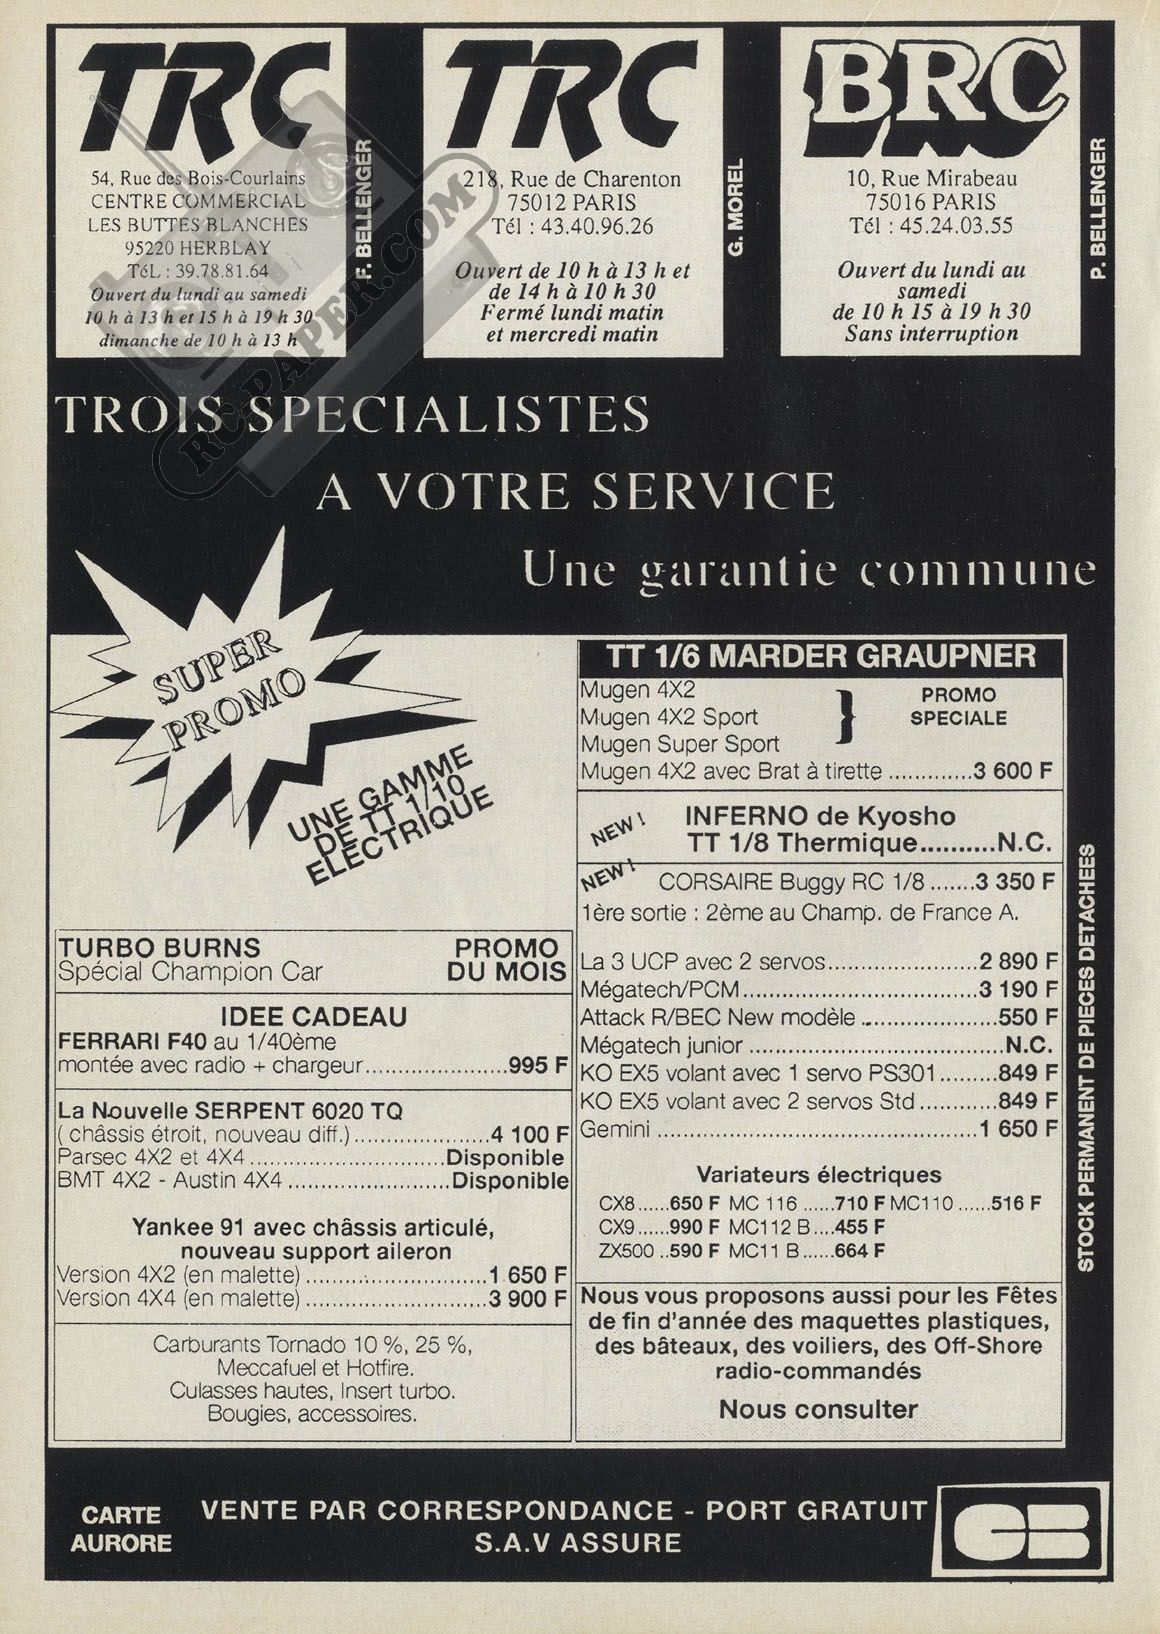 TRC
54, Rue des Bois-Courlains
CENTRE COMMERCIAL
LES BUTTES BLANCHES
95220 HERBLAY
TéL : 39.78.81.64
Ouvert du lundi au samedi
10 h à 13 h et 15 h à 19 h 30
dimanche de 10 h à 13 h
F. BELLENGER
TRC
218, Rue de Charenton
75012 PARIS
Tél : 43.40.96.26
Ouvert de 10 h à 13 h et
de 14 h à 10 h 30
Fermé lundi matin
et mercredi matin
G. MOREL
BRC
10, Rue Mirabeau
75016 PARIS
Tél : 45.24.03.55
Ouvert du lundi au
samedi
de 10 h 15 à 19 h 30
Sans interruption
P. BELLENGER
RC-PAPER.COM
TROIS SPECIALISTES
A VOTRE SERVICE
Une garantie commune
SUPER
PROMO
UNE GAMME
DE TT 1/10
ELECTRIQUE
TURBO BURNS PROMO
Spécial Champion Car DU MOIS
IDEE CADEAU
FERRARI F40 au 1/40ème
montée avec radio + chargeur......................995 F
La Nouvelle SERPENT 6020 TQ
( châssis étroit, nouveau diff.)....................4 100 F
Parsec 4X2 et 4X4............................Disponible
BMT 4X2 - Austin 4X4.......................Disponible
Yankee 91 avec châssis articulé,
nouveau support aileron
Version 4X2 (en malette)..........................1 650 F
Version 4X4 (en malette)..........................3 900 F
Carburants Tornado 10 %, 25 %,
Meccafuel et Hotfire.
Culasses hautes, Insert turbo.
Bougies, accessoires.
TT 1/6 MARDER GRAUPNER
Mugen 4X2
Mugen 4X2 Sport
Mugen Super Sport
} PROMO
SPECIALE
Mugen 4X2 avec Brat à tirette.............3 600 F
NEW ! INFERNO de Kyosho
TT 1/8 Thermique..........N.C.
NEW ! CORSAIRE Buggy RC 1/8.......3 350 F
1ère sortie : 2ème au Champ. de France A.
La 3 UCP avec 2 servos......................2 890 F
Mégatech/PCM..................................3 190 F
Attack R/BEC New modèle....................550 F
Mégatech junior.....................................N.C.
KO EX5 volant avec 1 servo PS301.........849 F
KO EX5 volant avec 2 servos Std............849 F
Gemini...............................................1 650 F
Variateurs électriques
CX8......650 F MC 116......710 F MC110......516 F
CX9......990 F MC112 B....455 F
ZX500..590 F MC11 B......664 F
Nous vous proposons aussi pour les Fêtes
de fin d'année des maquettes plastiques,
des bâteaux, des voiliers, des Off-Shore
radio-commandés
Nous consulter
STOCK PERMANENT DE PIECES DETACHEES
CARTE
AURORE
VENTE PAR CORRESPONDANCE - PORT GRATUIT
S.A.V ASSURE
CB